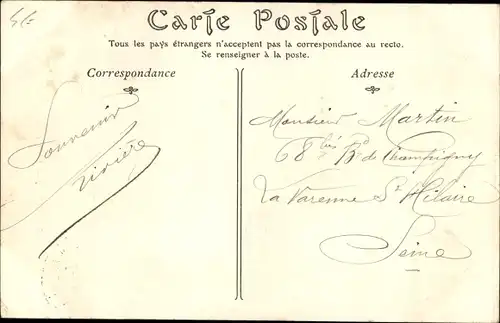 Carte Postale
Tous les pays étrangers n'acceptent pas la correspondance au recto.
Se renseigner à la poste.
Correspondance
Souvenir
Rivière
Adresse
Monsieur Martin
68 bis Bd de Champigny
La Varenne St Hilaire
Seine